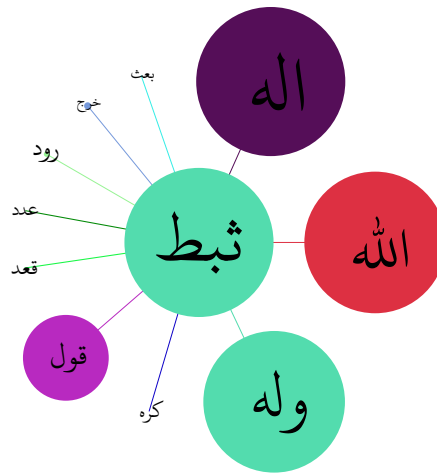 اله
بعث
خرج
رود
ثبط
الله
عدد
قعد
قول
وله
كره